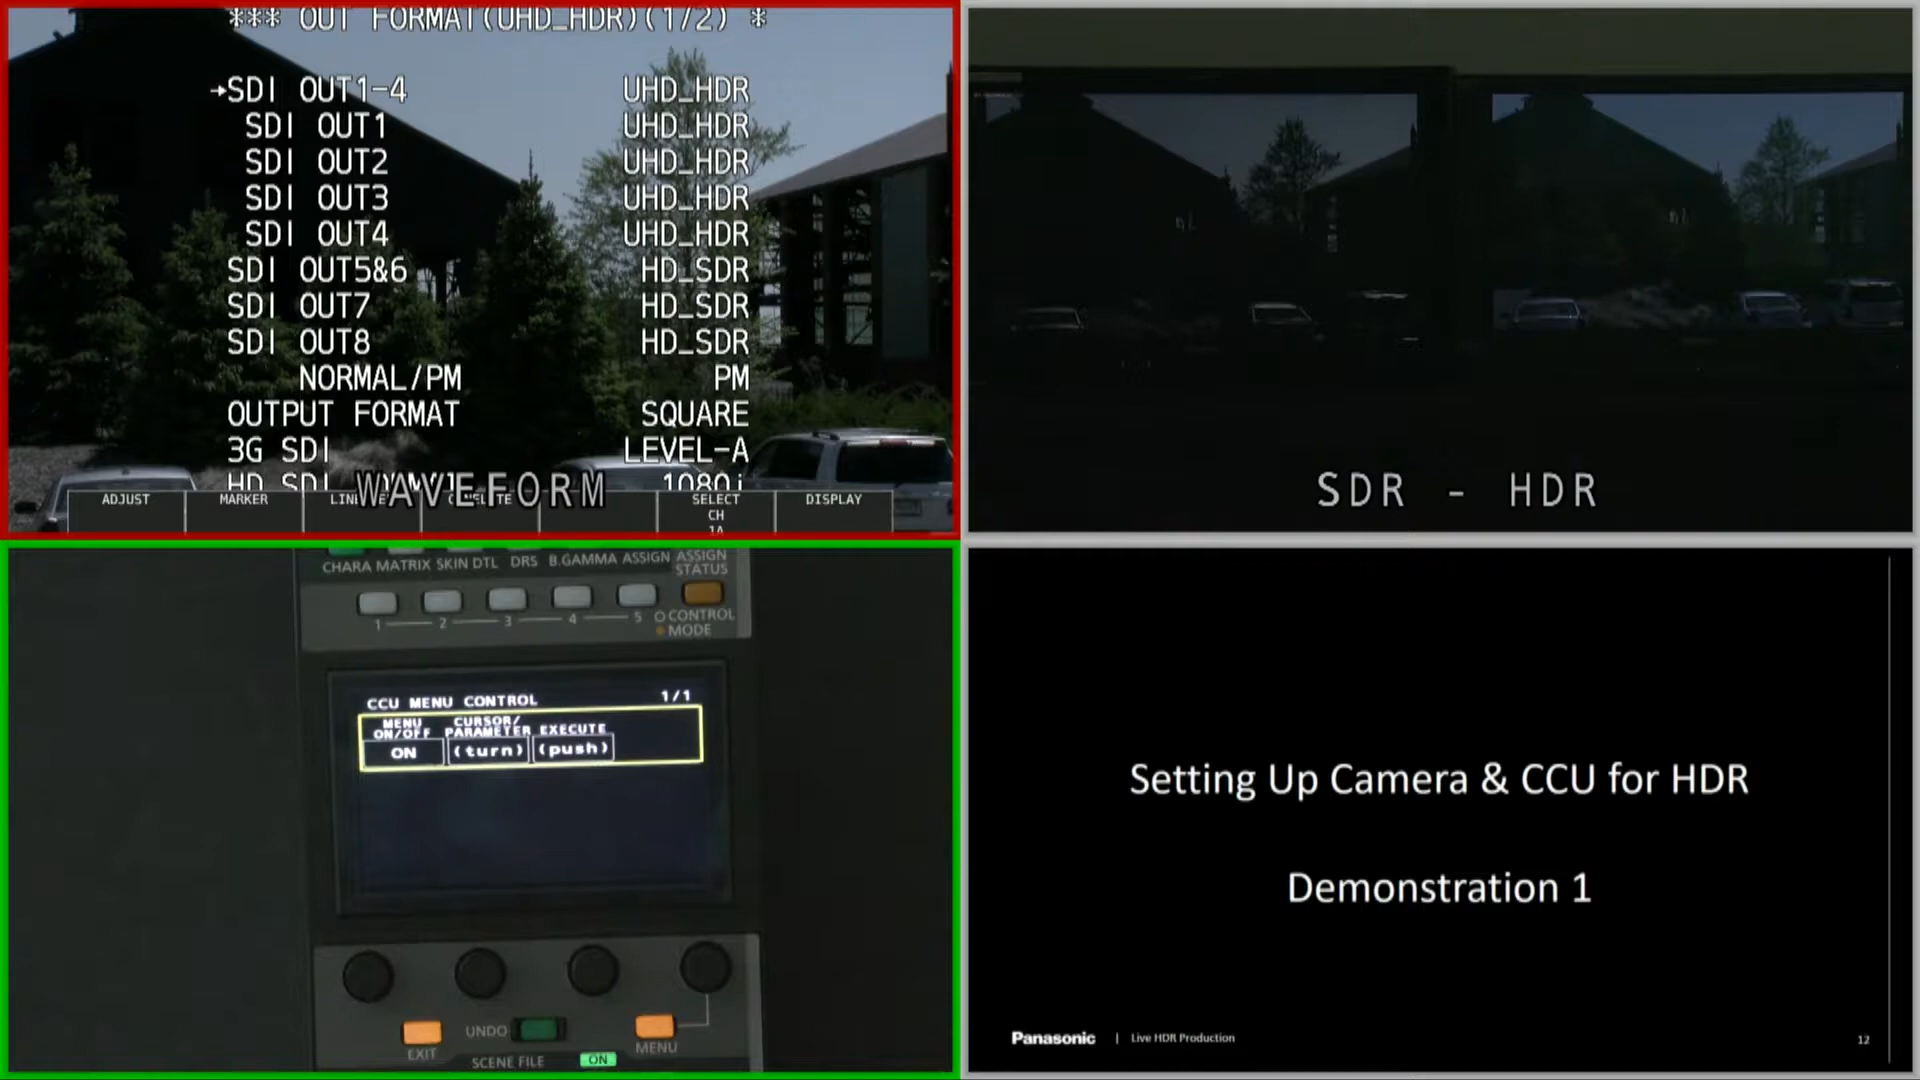 *** OUT FORMAT(UHD_HDR)(1/2) *
→SDI OUT1-4 UHD_HDR
SDI OUT1 UHD_HDR
SDI OUT2 UHD_HDR
SDI OUT3 UHD_HDR
SDI OUT4 UHD_HDR
SDI OUT5&6 HD_SDR
SDI OUT7 HD_SDR
SDI OUT8 HD_SDR
NORMAL/PM PM
OUTPUT FORMAT SQUARE
3G SDI LEVEL-A
HD SDI 1080i
WAVEFORM
ADJUST MARKER SELECT DISPLAY
CH
1A
SDR - HDR
CHARA MATRIX SKIN DTL DRS B.GAMMA ASSIGN ASSIGN
STATUS
1 2 3 4 5 CONTROL
MODE
CCU MENU CONTROL 1/1
MENU CURSOR/
ON/OFF PARAMETER EXECUTE
ON (turn) (push)
UNDO
EXIT MENU
SCENE FILE ON
Setting Up Camera & CCU for HDR
Demonstration 1
Panasonic | Live HDR Production 12